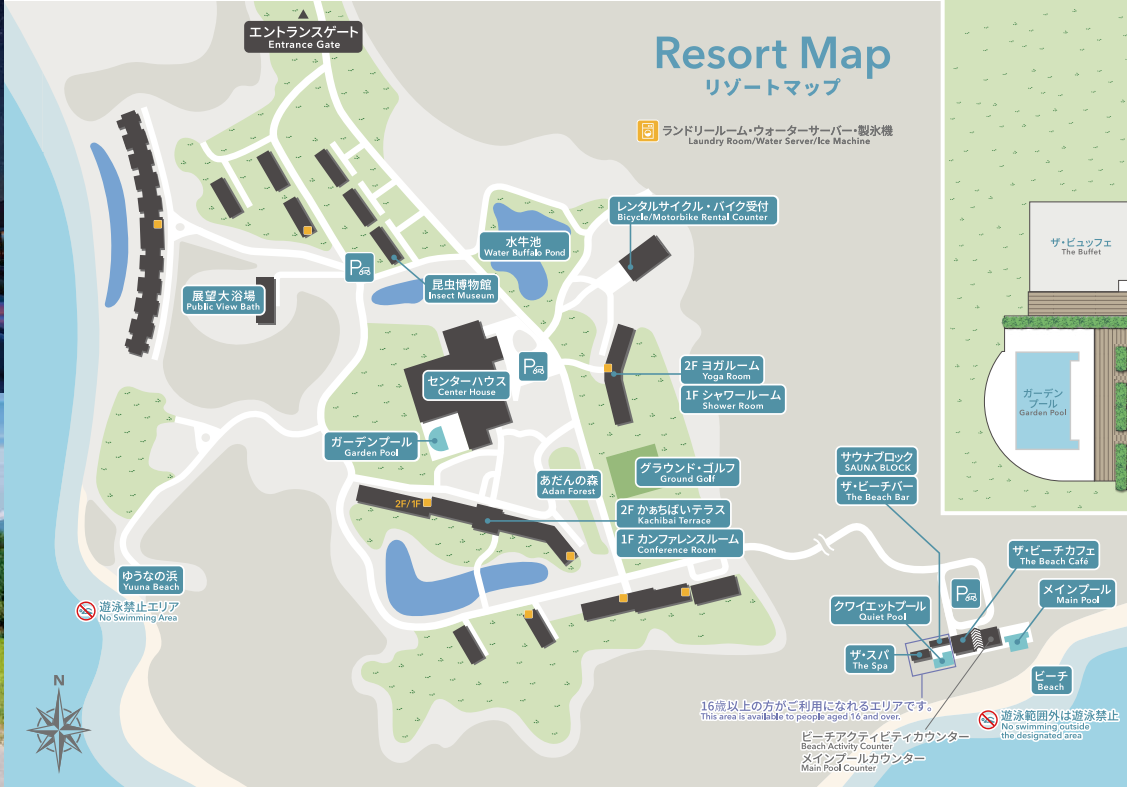 エントランスゲート
Entrance Gate
Resort Map
リゾートマップ
ランドリールーム・ウォーターサーバー・製氷機
Laundry Room/Water Server/Ice Machine
レンタルサイクル・バイク受付
Bicycle/Motorbike Rental Counter
水牛池
Water Buffalo Pond
P
昆虫博物館
Insect Museum
展望大浴場
Public View Bath
ザ・ビュッフェ
The Buffet
P
センターハウス
Center House
2F ヨガルーム
Yoga Room
1F シャワールーム
Shower Room
ガーデン
プール
Garden Pool
ガーデンプール
Garden Pool
あだんの森
Adan Forest
グラウンド・ゴルフ
Ground Golf
サウナブロック
SAUNA BLOCK
ザ・ビーチバー
The Beach Bar
2F/1F
2F かぁちばいテラス
Kachibai Terrace
1F カンファレンスルーム
Conference Room
ザ・ビーチカフェ
The Beach Café
ゆうなの浜
Yuuna Beach
遊泳禁止エリア
No Swimming Area
P
メインプール
Main Pool
クワイエットプール
Quiet Pool
ザ・スパ
The Spa
ビーチ
Beach
N
16歳以上の方がご利用になれるエリアです。
This area is available to people aged 16 and over.
遊泳範囲外は遊泳禁止
No swimming outside
the designated area
ビーチアクティビティカウンター
Beach Activity Counter
メインプールカウンター
Main Pool Counter